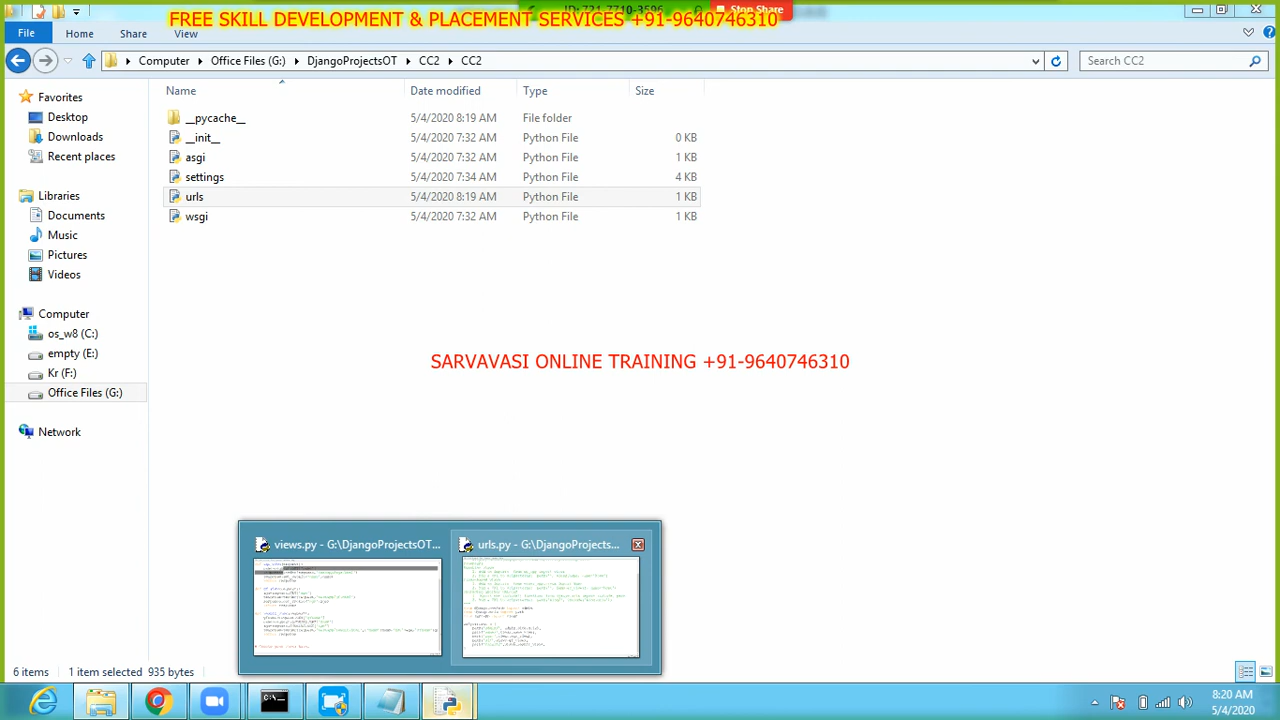 FREE SKILL DEVELOPMENT & PLACEMENT SERVICES +91-9640746310
Stop Share
File
Home
Share
View
Computer
Office Files (G:)
DjangoProjectsOT
CC2
CC2
Search CC2
Name
Date modified
Type
Size
Favorites
Desktop
Downloads
Recent places
Libraries
Documents
Music
Pictures
Videos
Computer
os_w8 (C:)
empty (E:)
Kr (F:)
Office Files (G:)
Network
__pycache__ 5/4/2020 8:19 AM File folder
__init__ 5/4/2020 7:32 AM Python File 0 KB
asgi 5/4/2020 7:32 AM Python File 1 KB
settings 5/4/2020 7:34 AM Python File 4 KB
urls 5/4/2020 8:19 AM Python File 1 KB
wsgi 5/4/2020 7:32 AM Python File 1 KB
SARVAVASI ONLINE TRAINING +91-9640746310
views.py - G:\DjangoProjectsOT...
urls.py - G:\DjangoProjects...
6 items 1 item selected 935 bytes
8:20 AM
5/4/2020